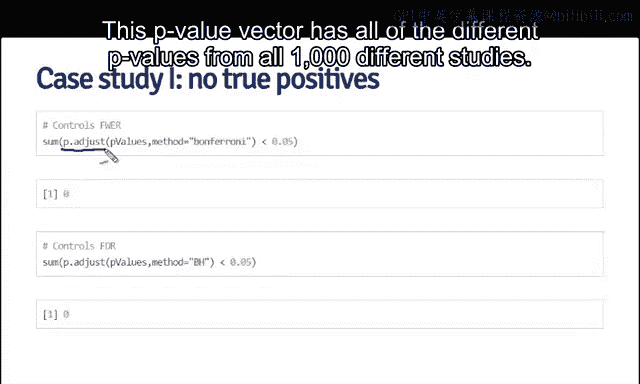 This p-value vector has all of the different
p-values from all 1,000 different studies.
Case study I: no true positives
# Controls FWER
sum(p.adjust(pValues,method="bonferroni") < 0.05)
[1] 0
# Controls FDR
sum(p.adjust(pValues,method="BH") < 0.05)
[1] 0